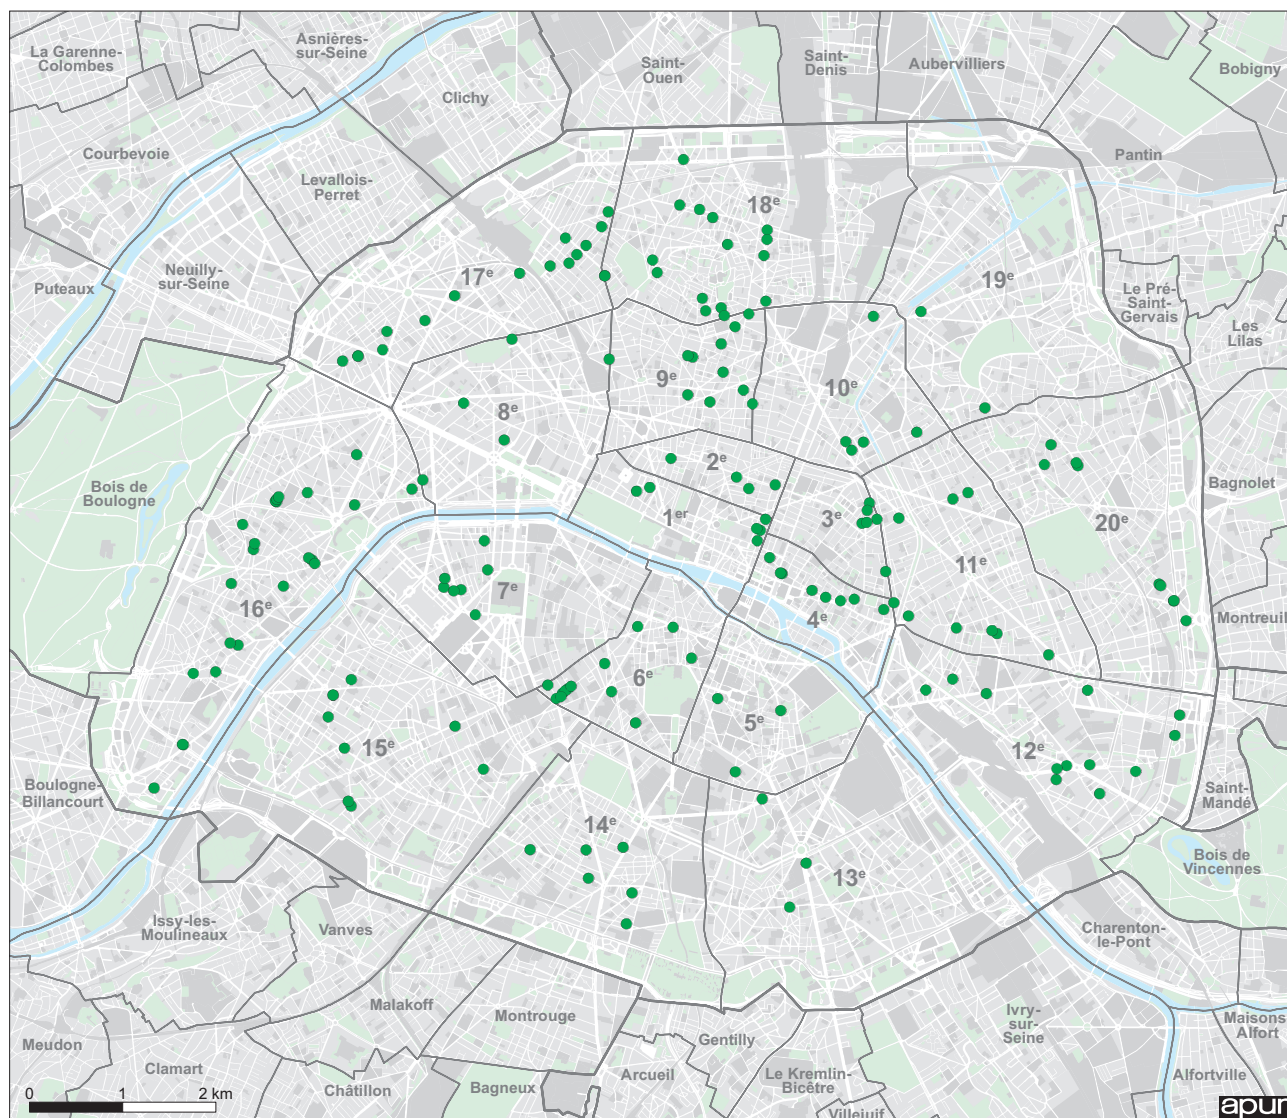 La Garenne-
Colombes
Asnières-
sur-Seine
Saint-
Ouen
Saint-
Denis
Aubervilliers
Bobigny
Clichy
Courbevoie
Levallois-
Perret
Pantin
18e
Puteaux
Neuilly-
sur-Seine
17e
19e
Le Pré-
Saint-
Gervais
Les
Lilas
9e
10e
8e
2e
Bois de
Boulogne
Bagnolet
1er
3e
20e
11e
7e
16e
4e
Montreuil
6e
5e
15e
12e
Boulogne-
Billancourt
Saint-
Mandé
14e
13e
Bois de
Vincennes
Issy-les-
Moulineaux
Vanves
Charenton-
le-Pont
Malakoff
Montrouge
Ivry-
sur-
Seine
Maisons
Alfort
Meudon
Gentilly
Clamart
Arcueil
Le Kremlin-
Bicêtre
Alfortville
Châtillon
Bagneux
Villejuif
0 1 2 km
apur